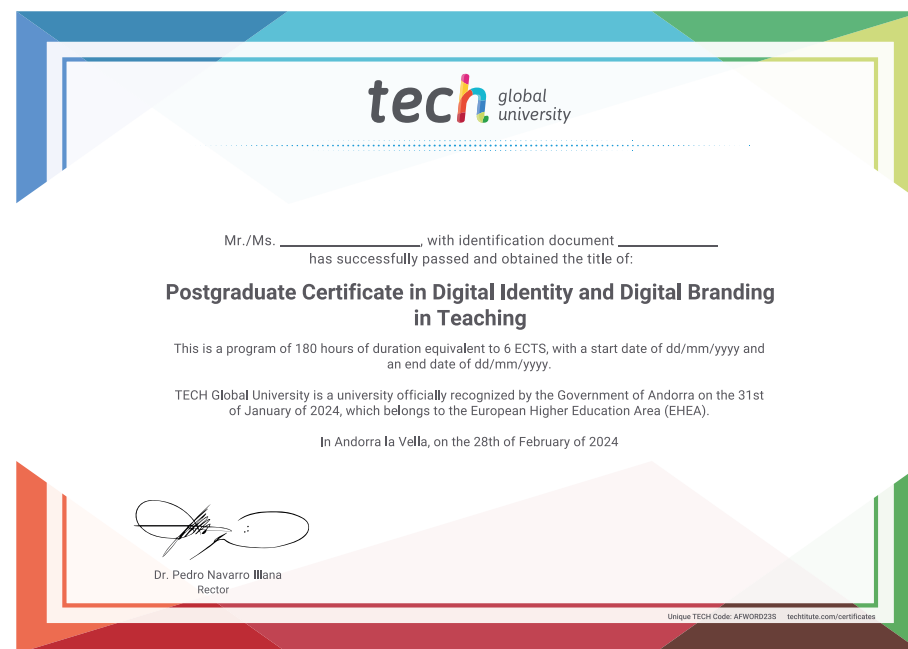 tech global university
Mr./Ms. ____________________, with identification document ______________
has successfully passed and obtained the title of:
Postgraduate Certificate in Digital Identity and Digital Branding
in Teaching
This is a program of 180 hours of duration equivalent to 6 ECTS, with a start date of dd/mm/yyyy and
an end date of dd/mm/yyyy.
TECH Global University is a university officially recognized by the Government of Andorra on the 31st
of January of 2024, which belongs to the European Higher Education Area (EHEA).
In Andorra la Vella, on the 28th of February of 2024
Dr. Pedro Navarro Illana
Rector
Unique TECH Code: AFWORD23S techtitute.com/certificates